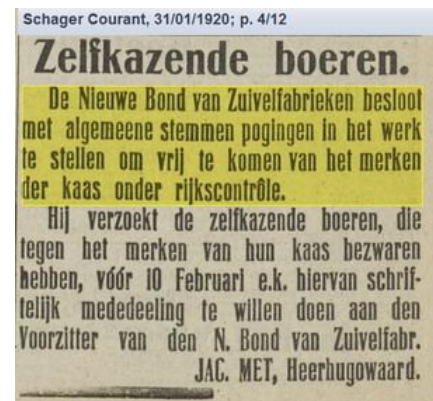 Schager Courant, 31/01/1920; p. 4/12
Zelfkazende boeren.
De Nieuwe Bond van Zuivelfabrieken besloot
met algemeene stemmen pogingen in het werk
te stellen om vrij te komen van het merken
der kaas onder rijkscontrôle.
Hij verzoekt de zelfkazende boeren, die
tegen het merken van hun kaas bezwaren
hebben, vóór 10 Februari e.k. hiervan schrif-
telijk mededeeling te willen doen aan den
Voorzitter van den N. Bond van Zuivelfabr.
JAC. MET, Heerhugowaard.